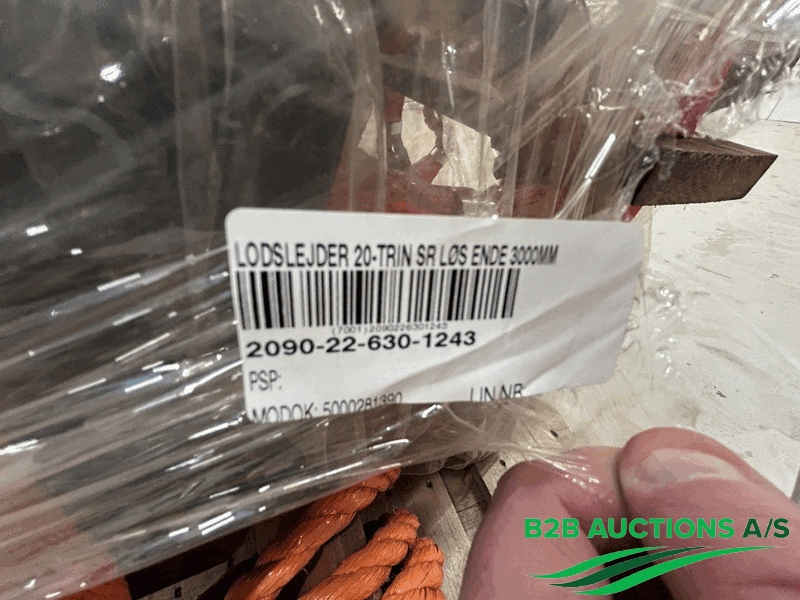 LODSLEJDER 20-TRIN SR LØS ENDE 3000MM
(7001)2090226301243
2090-22-630-1243
PSP:
MODOK: 5000281390 UN.NR
B2B AUCTIONS A/S